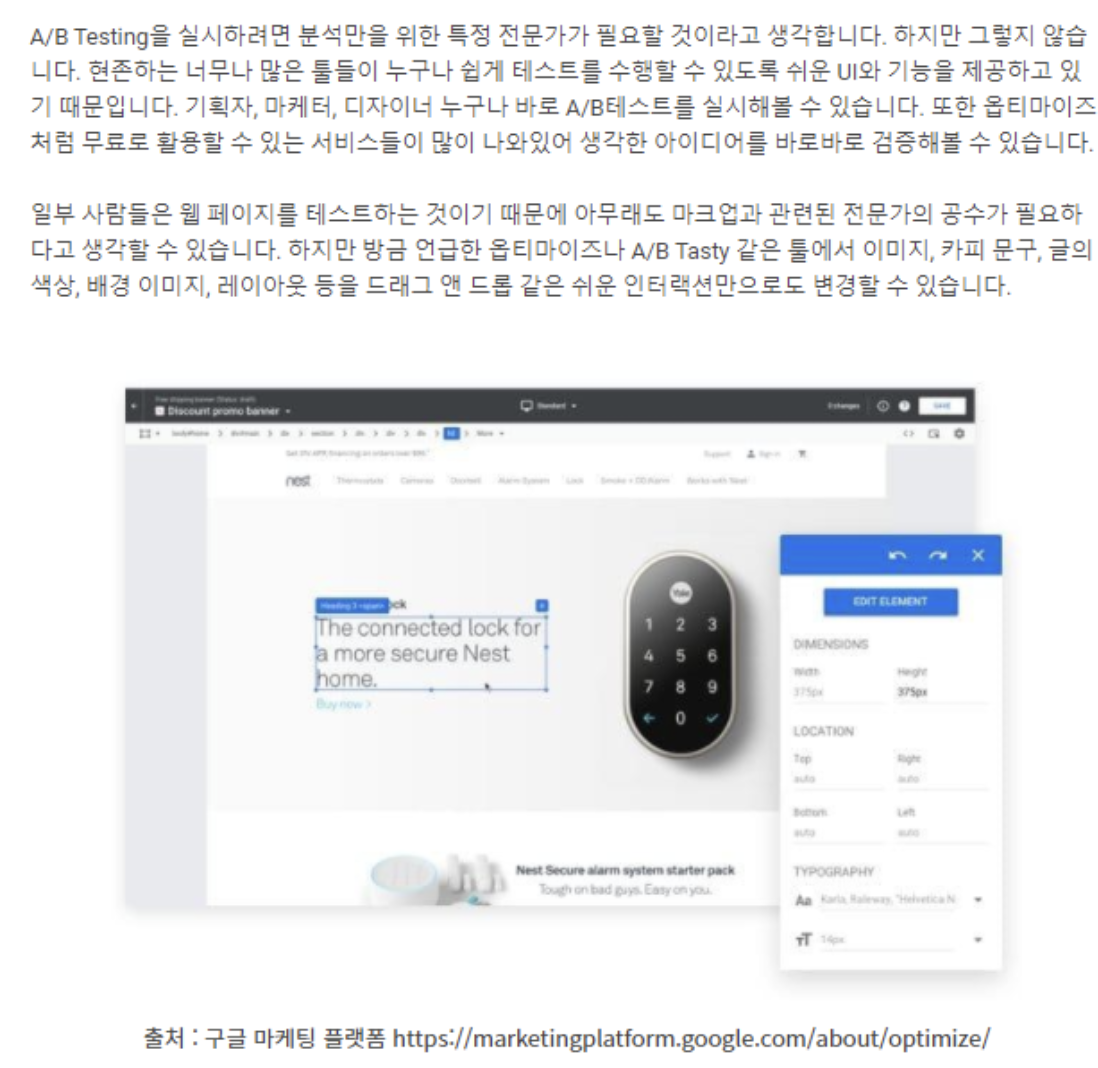 A/B Testing을 실시하려면 분석만을 위한 특정 전문가가 필요할 것이라고 생각합니다. 하지만 그렇지 않습
니다. 현존하는 너무나 많은 툴들이 누구나 쉽게 테스트를 수행할 수 있도록 쉬운 UI와 기능을 제공하고 있
기 때문입니다. 기획자, 마케터, 디자이너 누구나 바로 A/B테스트를 실시해볼 수 있습니다. 또한 옵티마이즈
처럼 무료로 활용할 수 있는 서비스들이 많이 나와있어 생각한 아이디어를 바로바로 검증해볼 수 있습니다.
일부 사람들은 웹 페이지를 테스트하는 것이기 때문에 아무래도 마크업과 관련된 전문가의 공수가 필요하
다고 생각할 수 있습니다. 하지만 방금 언급한 옵티마이즈나 A/B Tasty 같은 툴에서 이미지, 카피 문구, 글의
색상, 배경 이미지, 레이아웃 등을 드래그 앤 드롭 같은 쉬운 인터랙션만으로도 변경할 수 있습니다.
Discount promo banner
Standard
SAVE
More
Support Sign in
nest Thermostats Cameras Doorbell Alarm System Lock Smoke + CO Alarm Works with Nest
Heading 3 ock
The connected lock for
a more secure Nest
home.
Buy now >
Yale
1 2 3
4 5 6
7 8 9
0
Nest Secure alarm system starter pack
Tough on bad guys. Easy on you.
EDIT ELEMENT
DIMENSIONS
Width Height
375px 375px
LOCATION
Top Right
auto auto
Bottom Left
auto auto
TYPOGRAPHY
Aa Karla, Raleway, "Helvetica N
TT 14px
출처 : 구글 마케팅 플랫폼 https://marketingplatform.google.com/about/optimize/